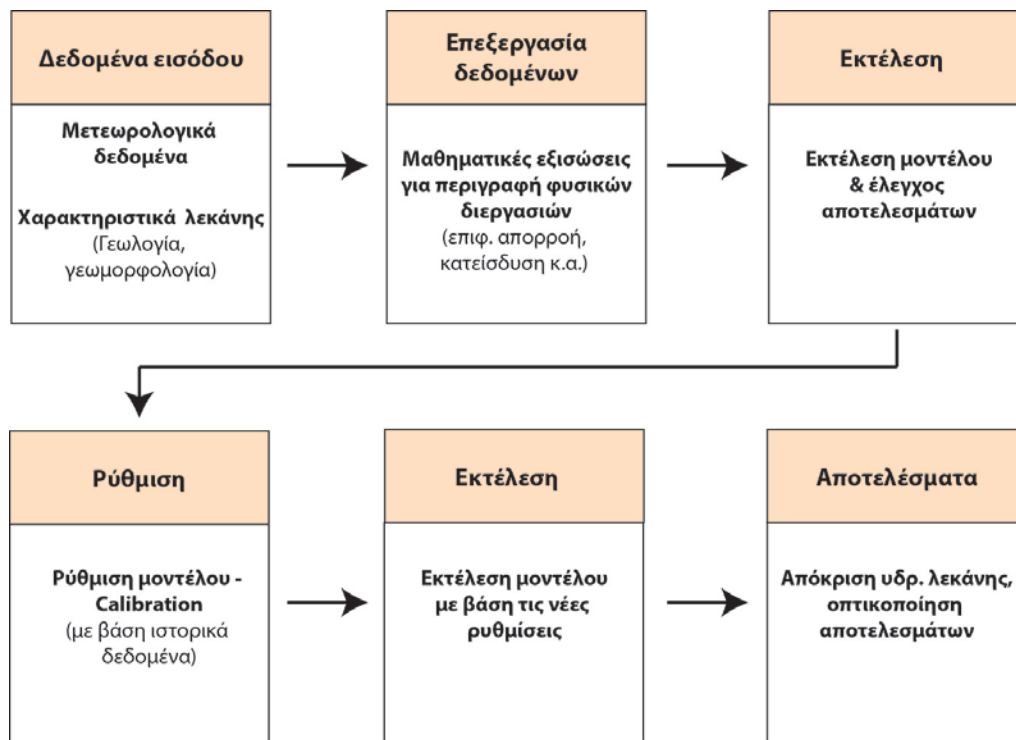 Δεδομένα εισόδου
Μετεωρολογικά
δεδομένα
Χαρακτηριστικά λεκάνης
(Γεωλογία,
γεωμορφολογία)
Επεξεργασία
δεδομένων
Μαθηματικές εξισώσεις
για περιγραφή φυσικών
διεργασιών
(επιφ. απορροή,
κατείσδυση κ.α.)
Εκτέλεση
Εκτέλεση μοντέλου
& έλεγχος
αποτελεσμάτων
Ρύθμιση
Ρύθμιση μοντέλου -
Calibration
(με βάση ιστορικά
δεδομένα)
Εκτέλεση
Εκτέλεση μοντέλου
με βάση τις νέες
ρυθμίσεις
Αποτελέσματα
Απόκριση υδρ. λεκάνης,
οπτικοποίηση
αποτελεσμάτων